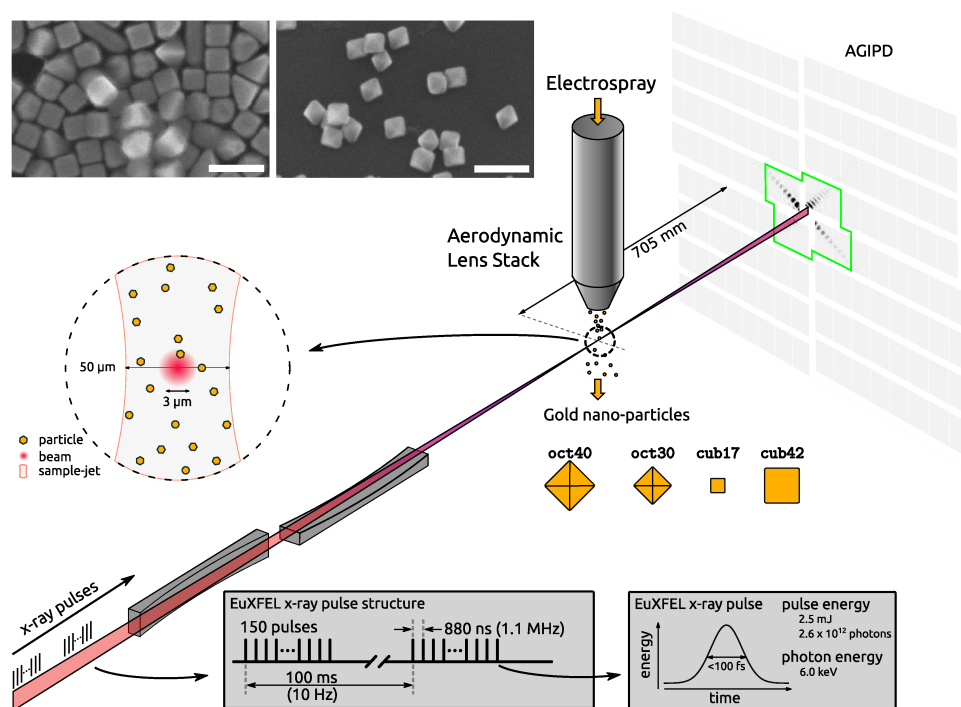 AGIPD
Electrospray
705 mm
Aerodynamic
Lens Stack
50 µm
3 µm
particle
beam
sample-jet
Gold nano-particles
oct40 oct30 cub17 cub42
x-ray pulses
EuXFEL x-ray pulse structure
150 pulses
880 ns (1.1 MHz)
100 ms
(10 Hz)
EuXFEL x-ray pulse
energy
<100 fs
time
pulse energy
2.5 mJ
2.6 x 10¹² photons
photon energy
6.0 keV